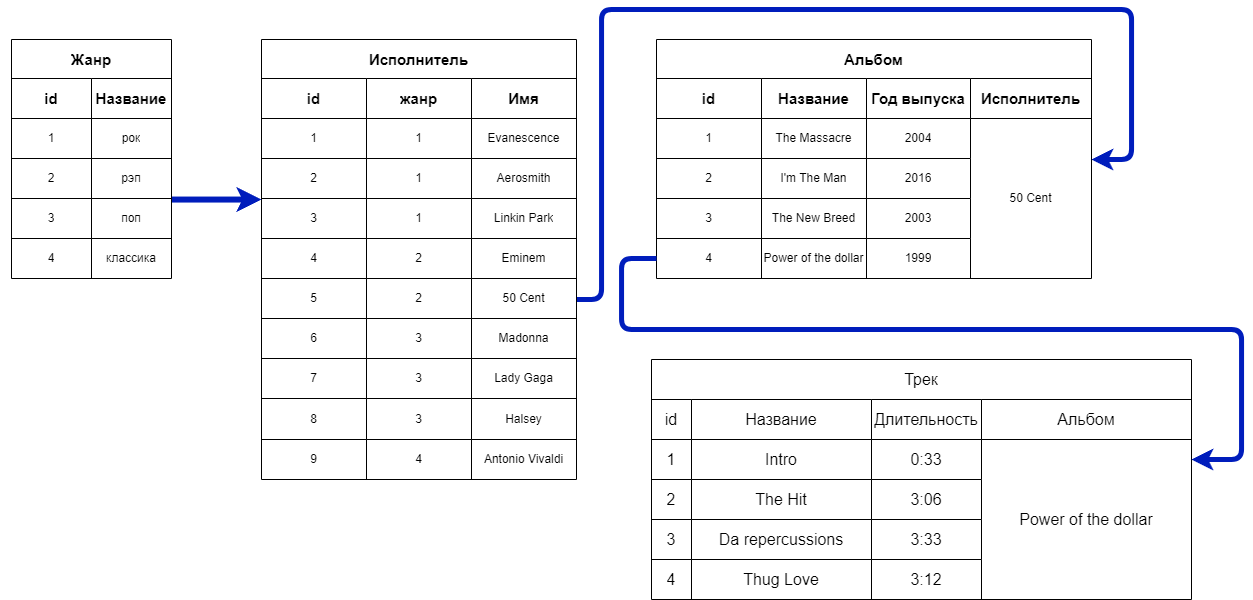 Жанр
id Название
1 рок
2 рэп
3 поп
4 классика
Исполнитель
id жанр Имя
1 1 Evanescence
2 1 Aerosmith
3 1 Linkin Park
4 2 Eminem
5 2 50 Cent
6 3 Madonna
7 3 Lady Gaga
8 3 Halsey
9 4 Antonio Vivaldi
Альбом
id Название Год выпуска Исполнитель
1 The Massacre 2004
2 I'm The Man 2016
50 Cent
3 The New Breed 2003
4 Power of the dollar 1999
Трек
id Название Длительность Альбом
1 Intro 0:33
2 The Hit 3:06
Power of the dollar
3 Da repercussions 3:33
4 Thug Love 3:12